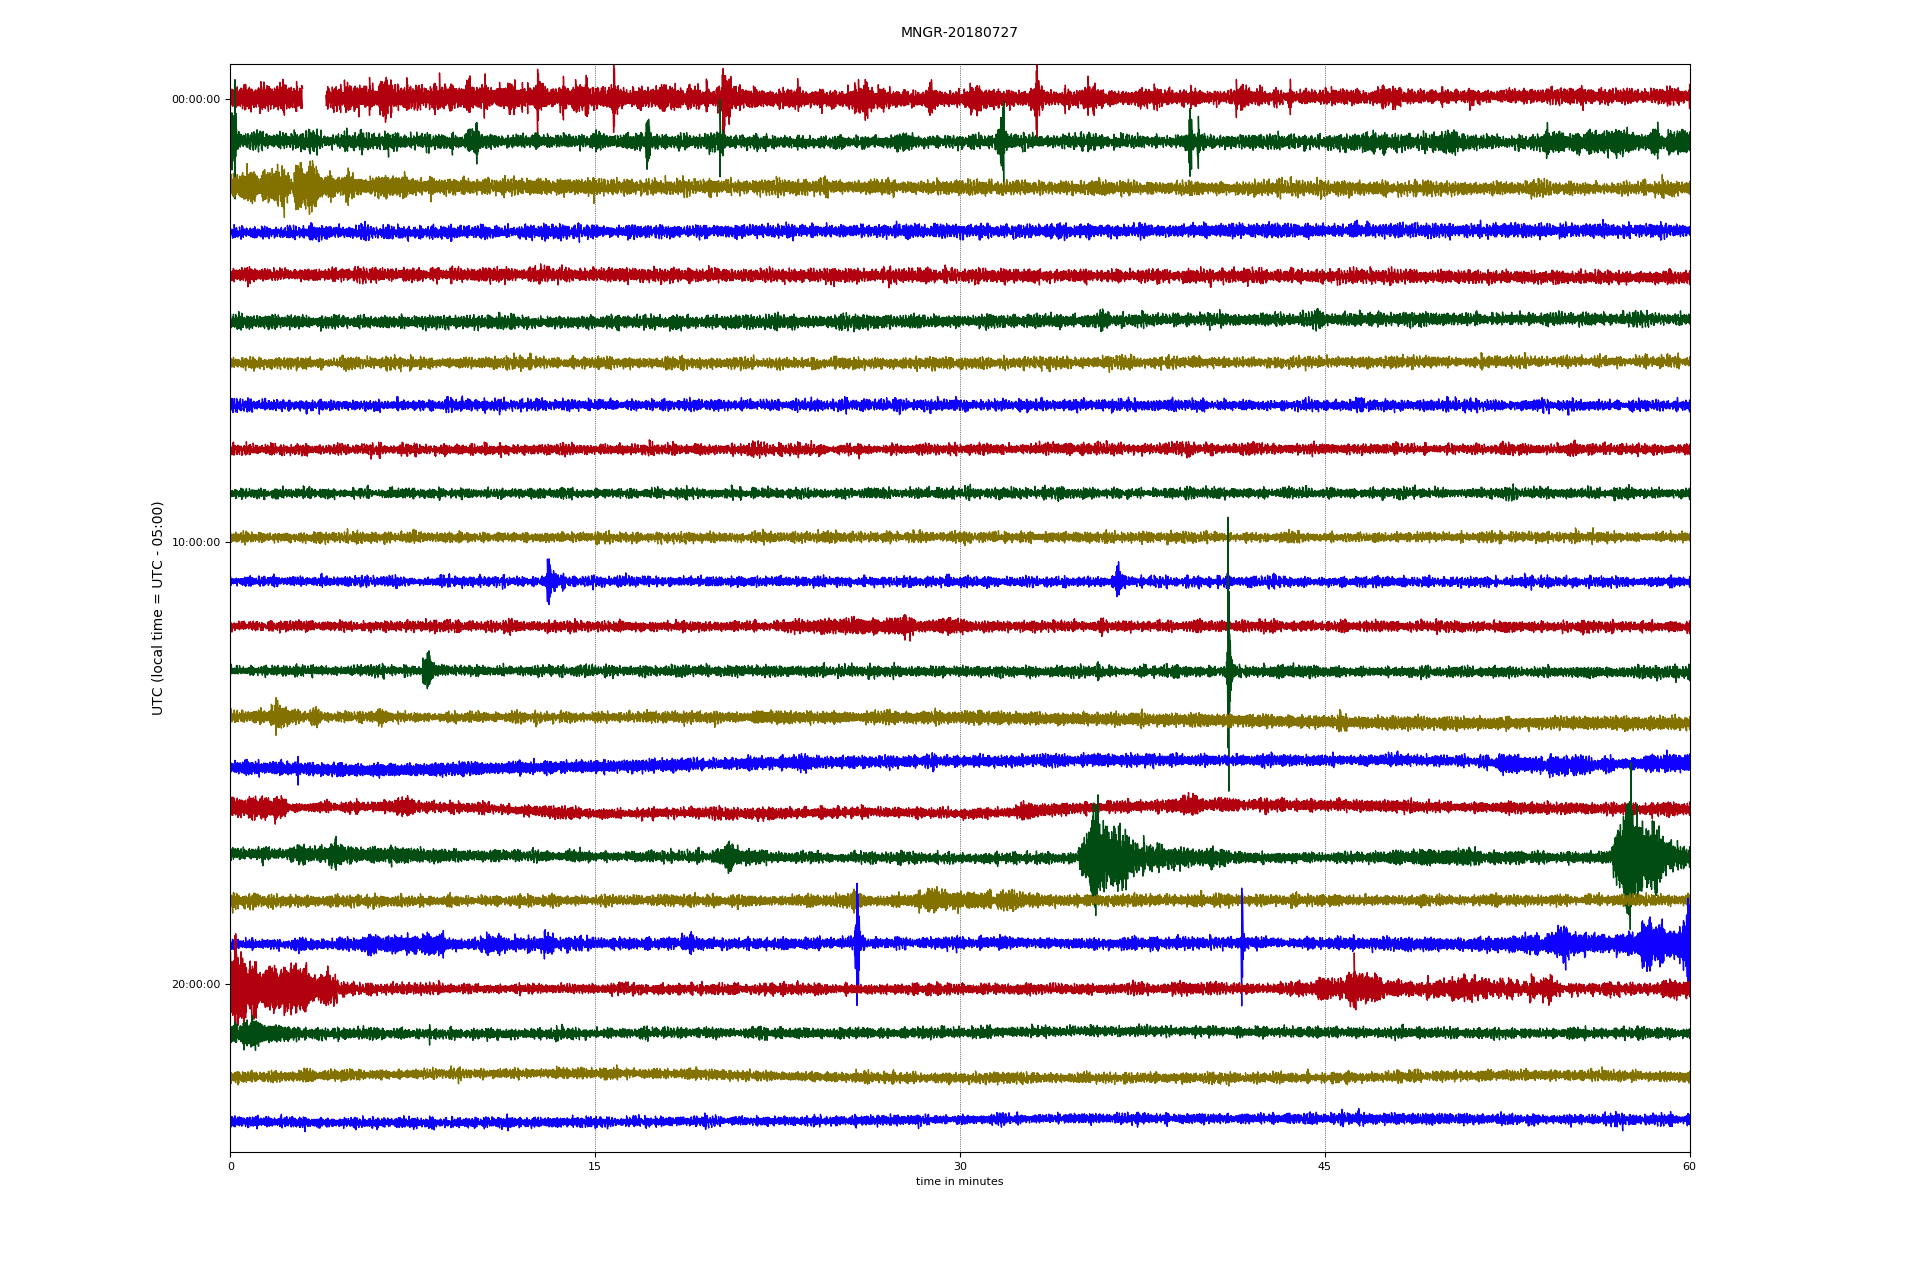 MNGR-20180727
00:00:00
10:00:00
20:00:00
UTC (local time = UTC - 05:00)
0 15 30 45 60
time in minutes